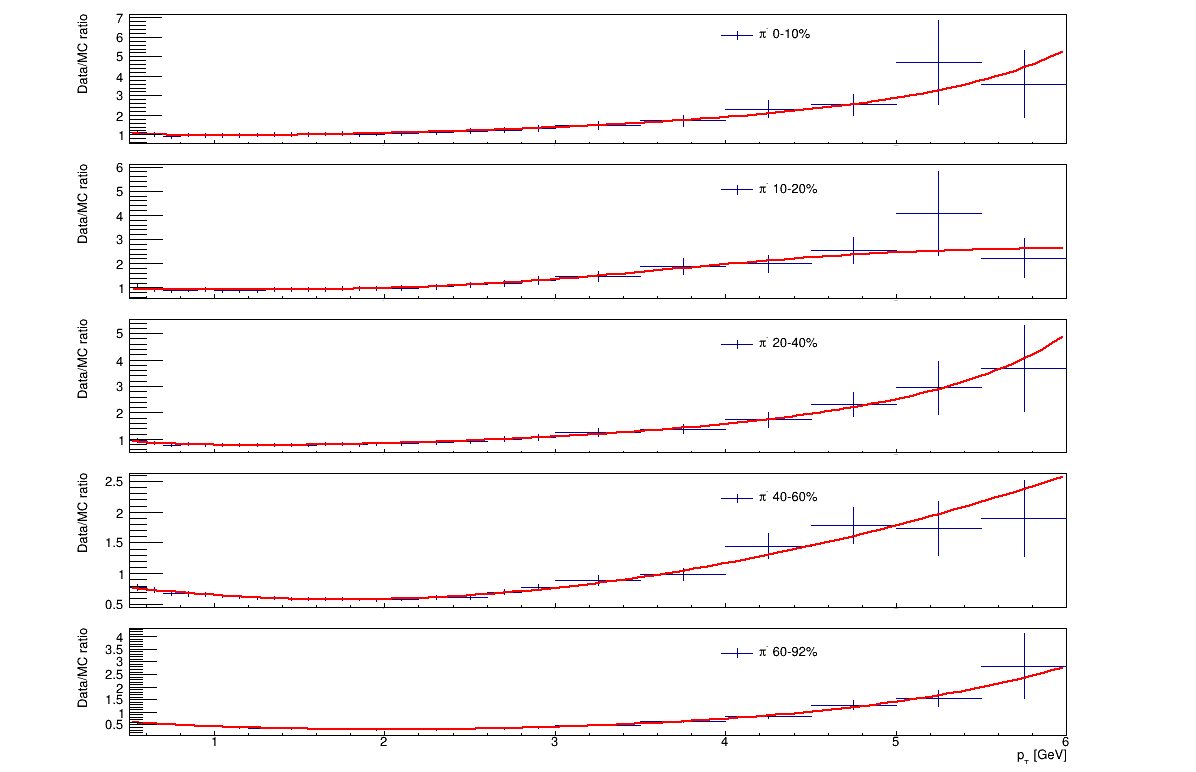 Data/MC ratio
7
6
5
4
3
2
1
π⁻ 0-10%
Data/MC ratio
6
5
4
3
2
1
π⁻ 10-20%
Data/MC ratio
5
4
3
2
1
π⁻ 20-40%
Data/MC ratio
2.5
2
1.5
1
0.5
π⁻ 40-60%
Data/MC ratio
4
3.5
3
2.5
2
1.5
1
0.5
π⁻ 60-92%
1 2 3 4 5 6
p_T [GeV]